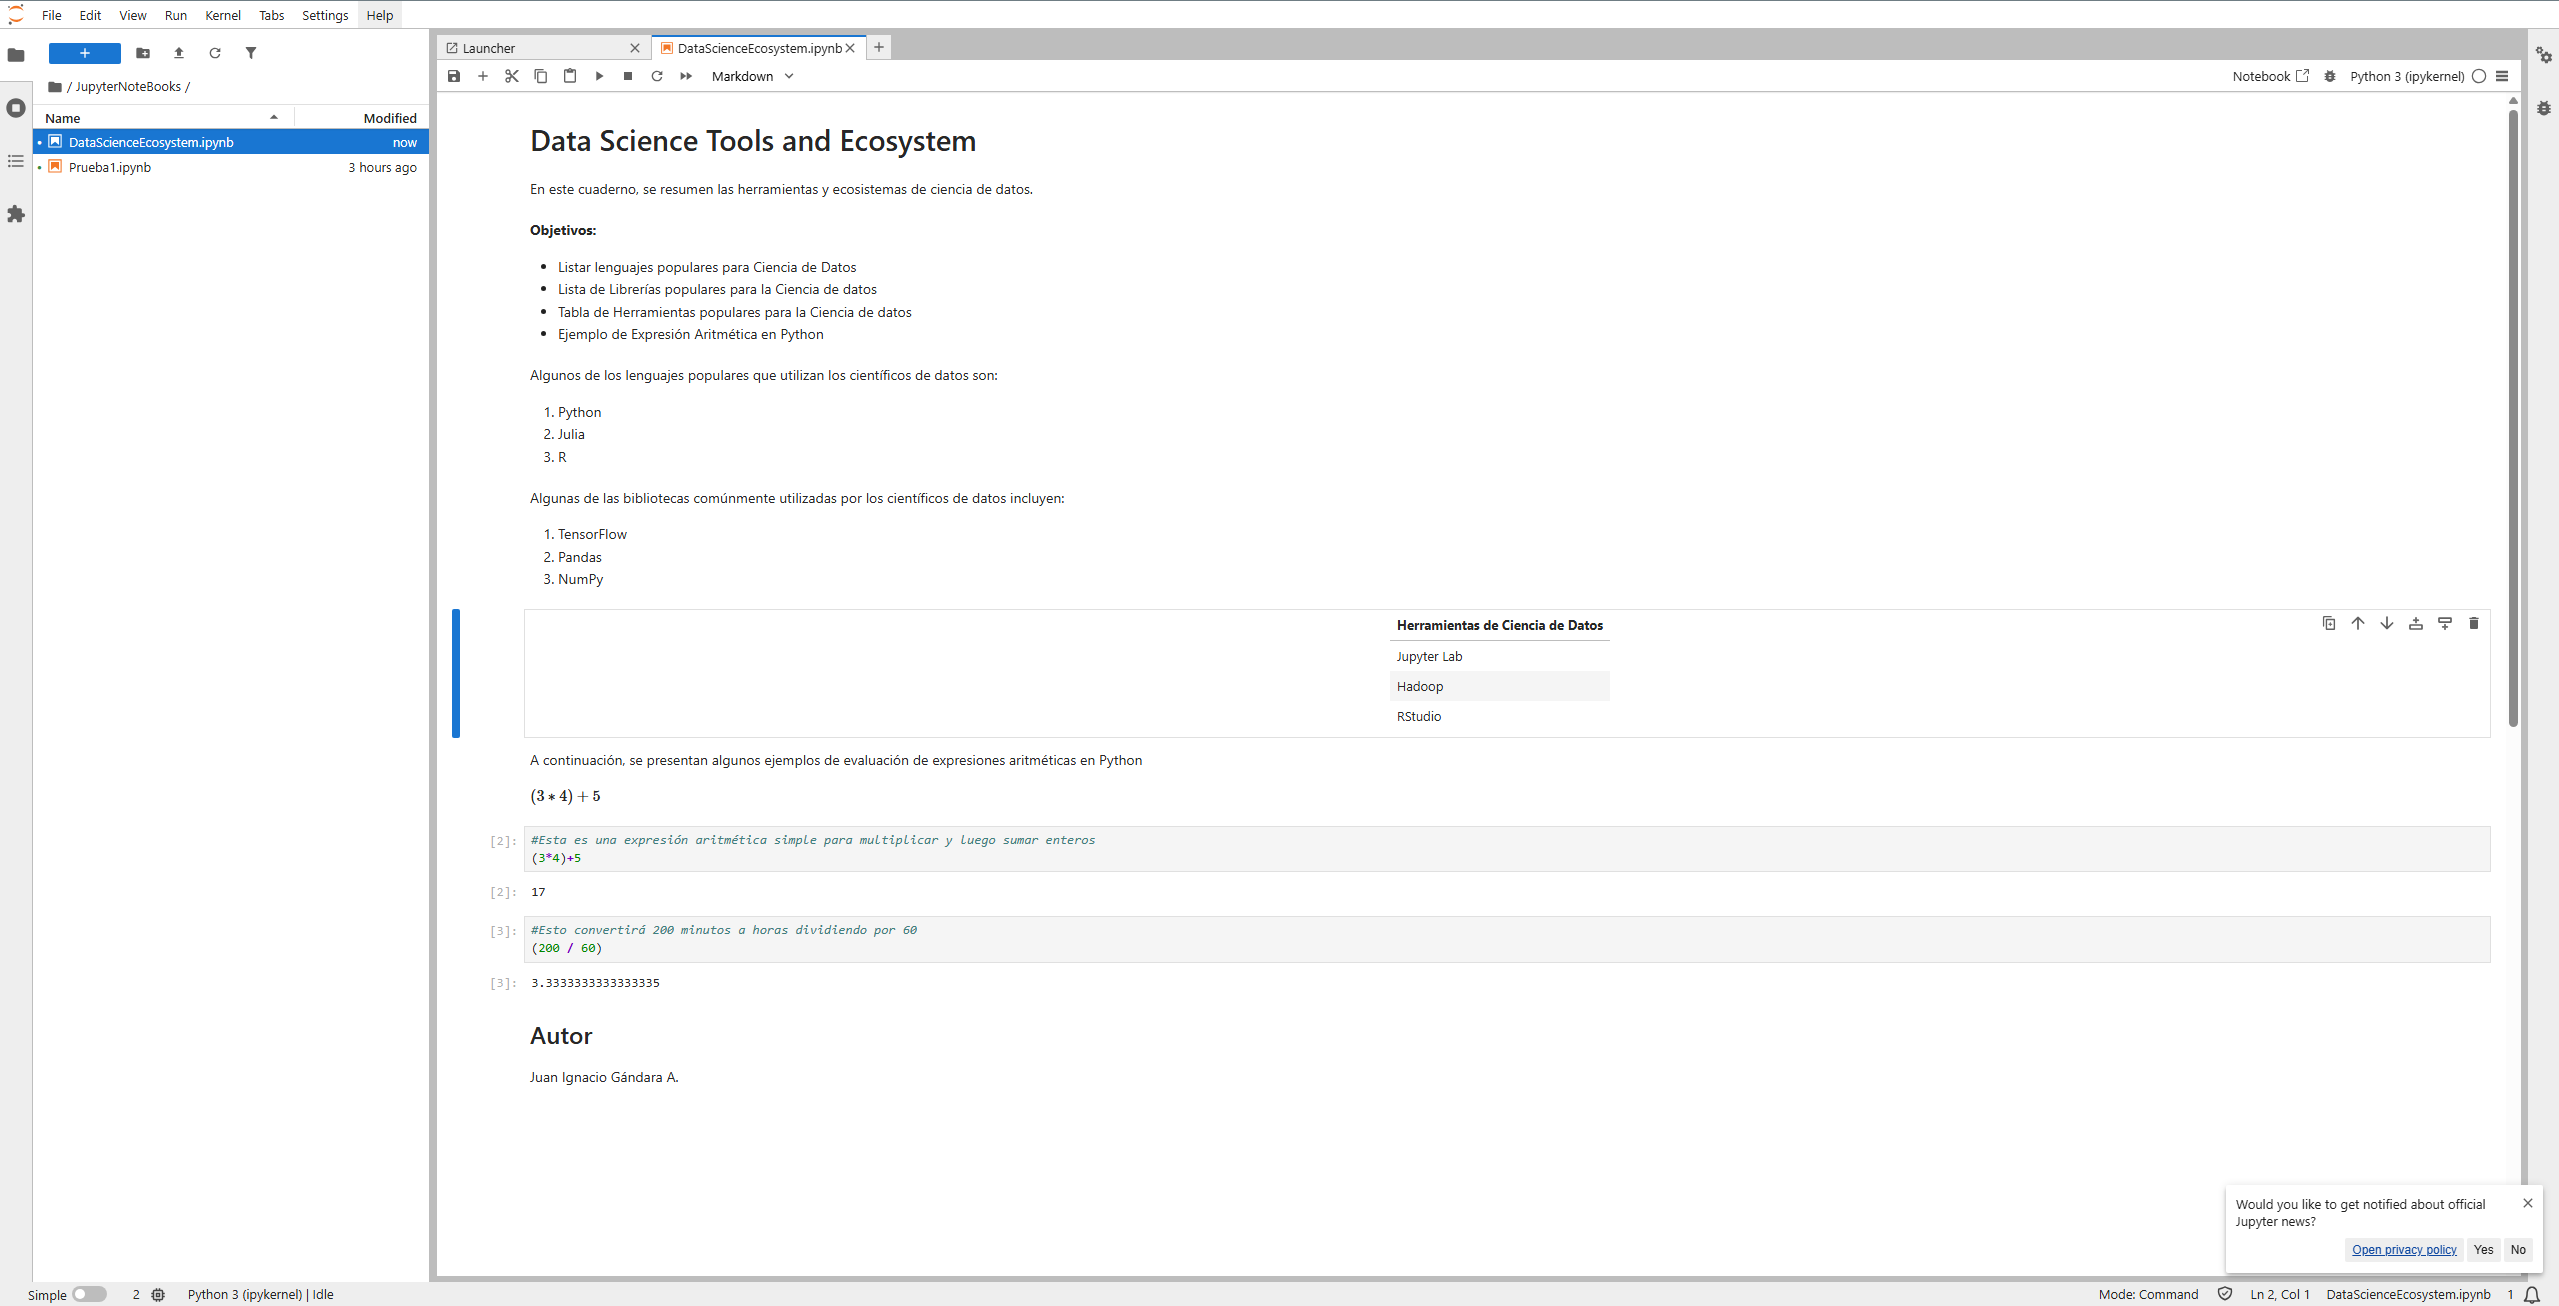 File Edit View Run Kernel Tabs Settings Help
+
/ JupyterNoteBooks /
Name Modified
DataScienceEcosystem.ipynb now
Prueba1.ipynb 3 hours ago
Launcher DataScienceEcosystem.ipynb
Markdown Notebook Python 3 (ipykernel)
Data Science Tools and Ecosystem
En este cuaderno, se resumen las herramientas y ecosistemas de ciencia de datos.
Objetivos:
• Listar lenguajes populares para Ciencia de Datos
• Lista de Librerías populares para la Ciencia de datos
• Tabla de Herramientas populares para la Ciencia de datos
• Ejemplo de Expresión Aritmética en Python
Algunos de los lenguajes populares que utilizan los científicos de datos son:
1. Python
2. Julia
3. R
Algunas de las bibliotecas comúnmente utilizadas por los científicos de datos incluyen:
1. TensorFlow
2. Pandas
3. NumPy
Herramientas de Ciencia de Datos
Jupyter Lab
Hadoop
RStudio
A continuación, se presentan algunos ejemplos de evaluación de expresiones aritméticas en Python
(3 * 4) + 5
[2]: #Esta es una expresión aritmética simple para multiplicar y luego sumar enteros
(3*4)+5
[2]: 17
[3]: #Esto convertirá 200 minutos a horas dividiendo por 60
(200 / 60)
[3]: 3.3333333333333335
Autor
Juan Ignacio Gándara A.
Would you like to get notified about official
Jupyter news?
Open privacy policy Yes No
Simple 2 Python 3 (ipykernel) | Idle Mode: Command Ln 2, Col 1 DataScienceEcosystem.ipynb 1